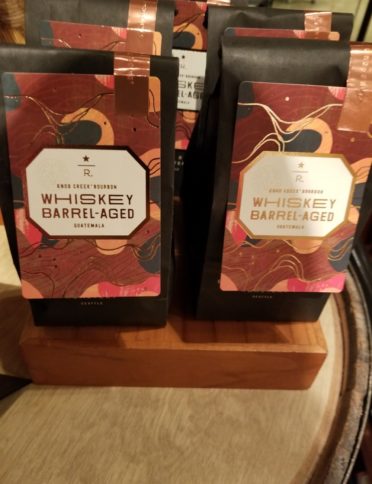 R.
KNOB CREEK® BOURBON
WHISKEY
BARREL-AGED
GUATEMALA
SEATTLE
R.
KNOB CREEK® BOURBON
WHISKEY
BARREL-AGED
GUATEMALA
SEATTLE